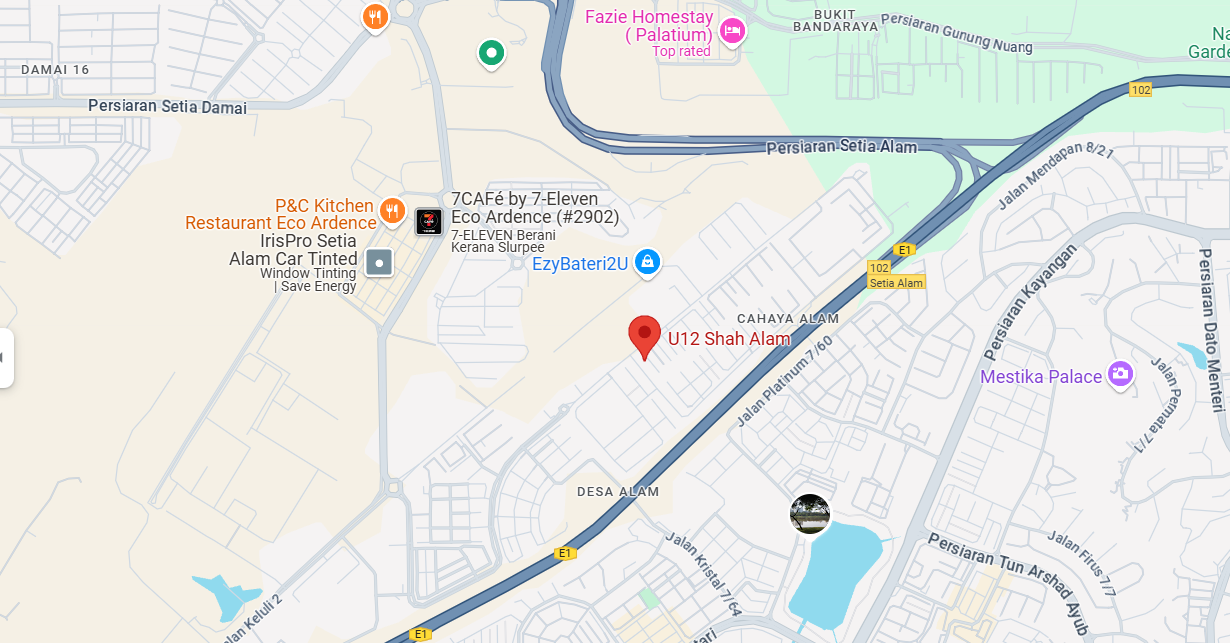 BUKIT
BANDARAYA
Persiaran Gunung Nuang
Fazie Homestay
( Palatium)
Top rated
Na
Garde
DAMAI 16
102
Persiaran Setia Damai
Persiaran Setia Alam
Jalan Mendapan 8/21
P&C Kitchen
Restaurant Eco Ardence
7CAFé by 7-Eleven
Eco Ardence (#2902)
7-ELEVEN Berani
Kerana Slurpee
IrisPro Setia
Alam Car Tinted
Window Tinting
| Save Energy
EzyBateri2U
E1
102
Setia Alam
Persiaran Kayangan
Persiaran Dato Menteri
CAHAYA ALAM
U12 Shah Alam
Jalan Platinum 7/60
Mestika Palace
Jalan Permata 7/1
DESA ALAM
E1
Jalan Kristal 7/64
Persiaran Tun Arshad Ayub
Jalan Firus 7/7
alan Keluli 2
E1
tari